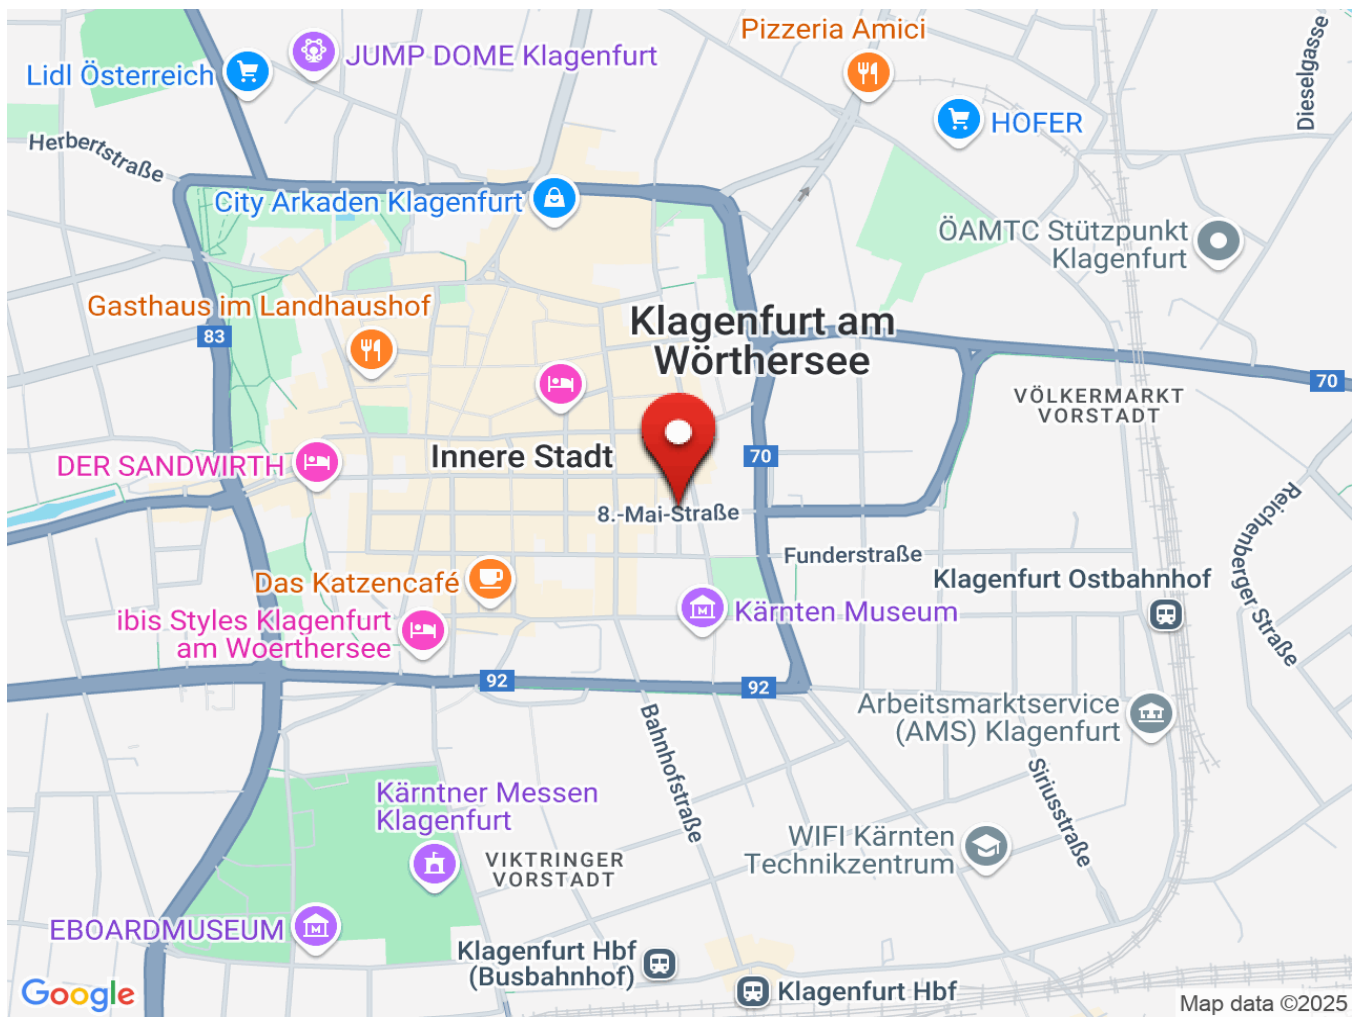 Pizzeria Amici
JUMP DOME Klagenfurt
Lidl Österreich
Dieselgasse
HOFER
Herbertstraße
City Arkaden Klagenfurt
ÖAMTC Stützpunkt
Klagenfurt
Gasthaus im Landhaushof
Klagenfurt am
Wörthersee
83
70
VÖLKERMARKT
VORSTADT
Innere Stadt
70
DER SANDWIRTH
8.-Mai-Straße
Reichenberger Straße
Funderstraße
Das Katzencafé
Klagenfurt Ostbahnhof
Kärnten Museum
ibis Styles Klagenfurt
am Woerthersee
92
92
Arbeitsmarktservice
(AMS) Klagenfurt
Bahnhofstraße
Siriusstraße
Kärntner Messen
Klagenfurt
WIFI Kärnten
Technikzentrum
VIKTRINGER
VORSTADT
EBOARDMUSEUM
Klagenfurt Hbf
(Busbahnhof)
Klagenfurt Hbf
Google
Map data ©2025